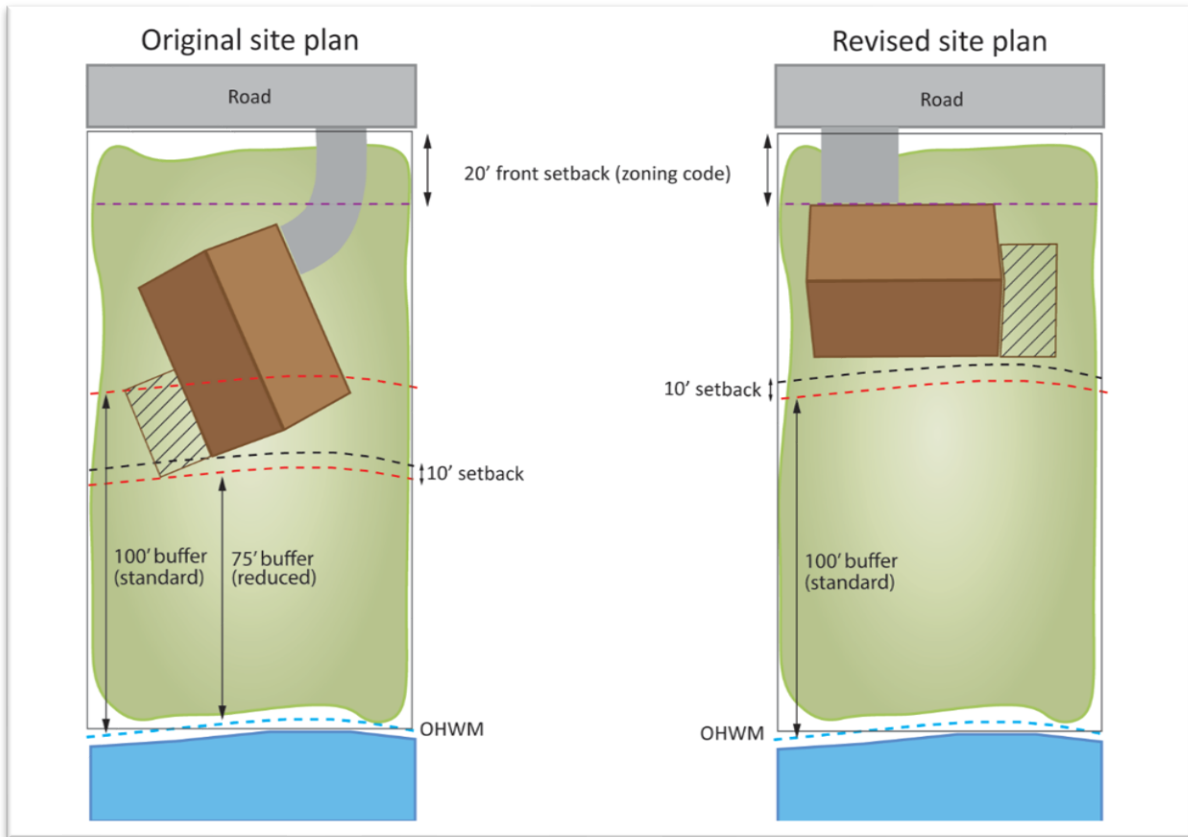 Original site plan
Revised site plan
Road
Road
20' front setback (zoning code)
10' setback
10' setback
100' buffer
(standard)
75' buffer
(reduced)
100' buffer
(standard)
OHWM
OHWM